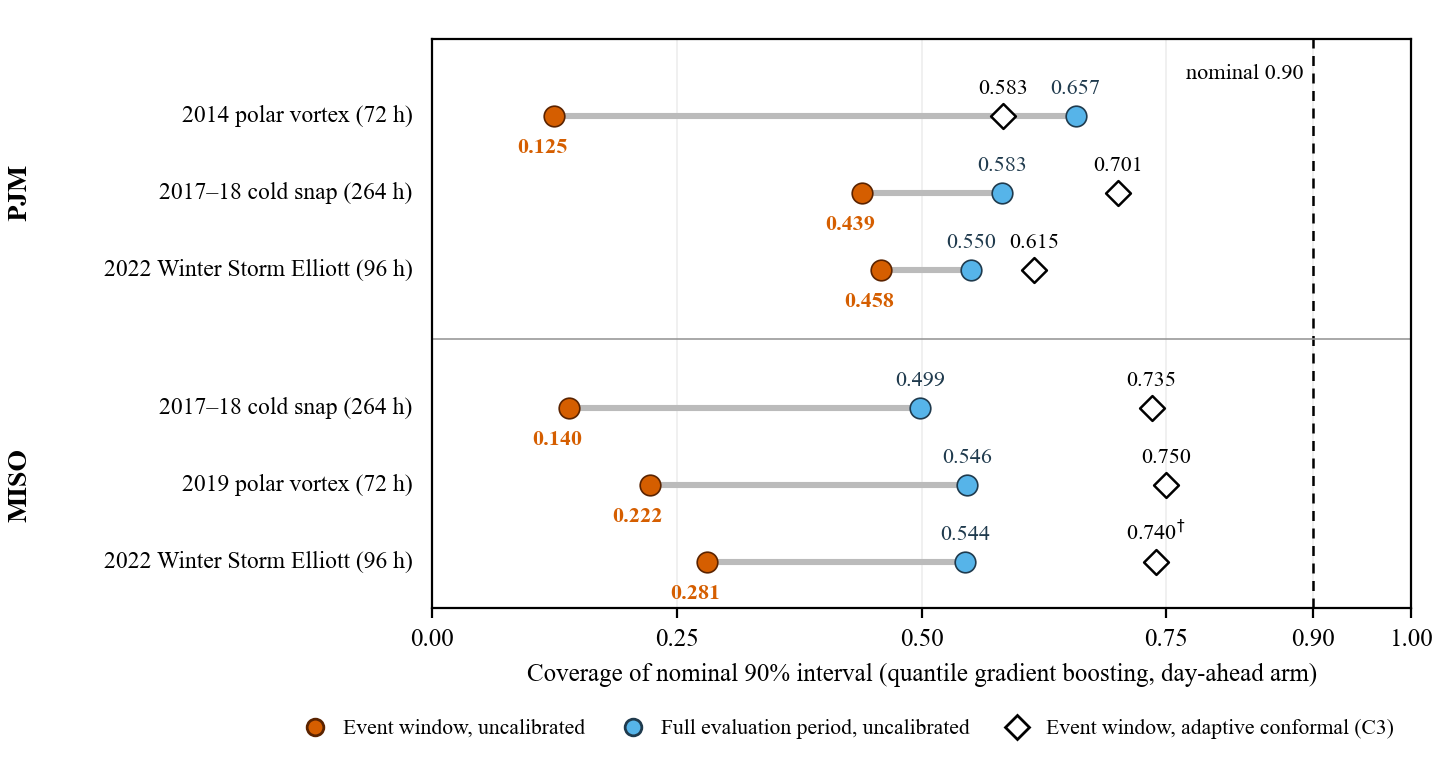 nominal 0.90
PJM
2014 polar vortex (72 h)
0.583
0.657
0.125
2017–18 cold snap (264 h)
0.583
0.701
0.439
2022 Winter Storm Elliott (96 h)
0.550
0.615
0.458
MISO
2017–18 cold snap (264 h)
0.499
0.735
0.140
2019 polar vortex (72 h)
0.546
0.750
0.222
2022 Winter Storm Elliott (96 h)
0.544
0.740†
0.281
0.00 0.25 0.50 0.75 0.90 1.00
Coverage of nominal 90% interval (quantile gradient boosting, day-ahead arm)
Event window, uncalibrated
Full evaluation period, uncalibrated
Event window, adaptive conformal (C3)